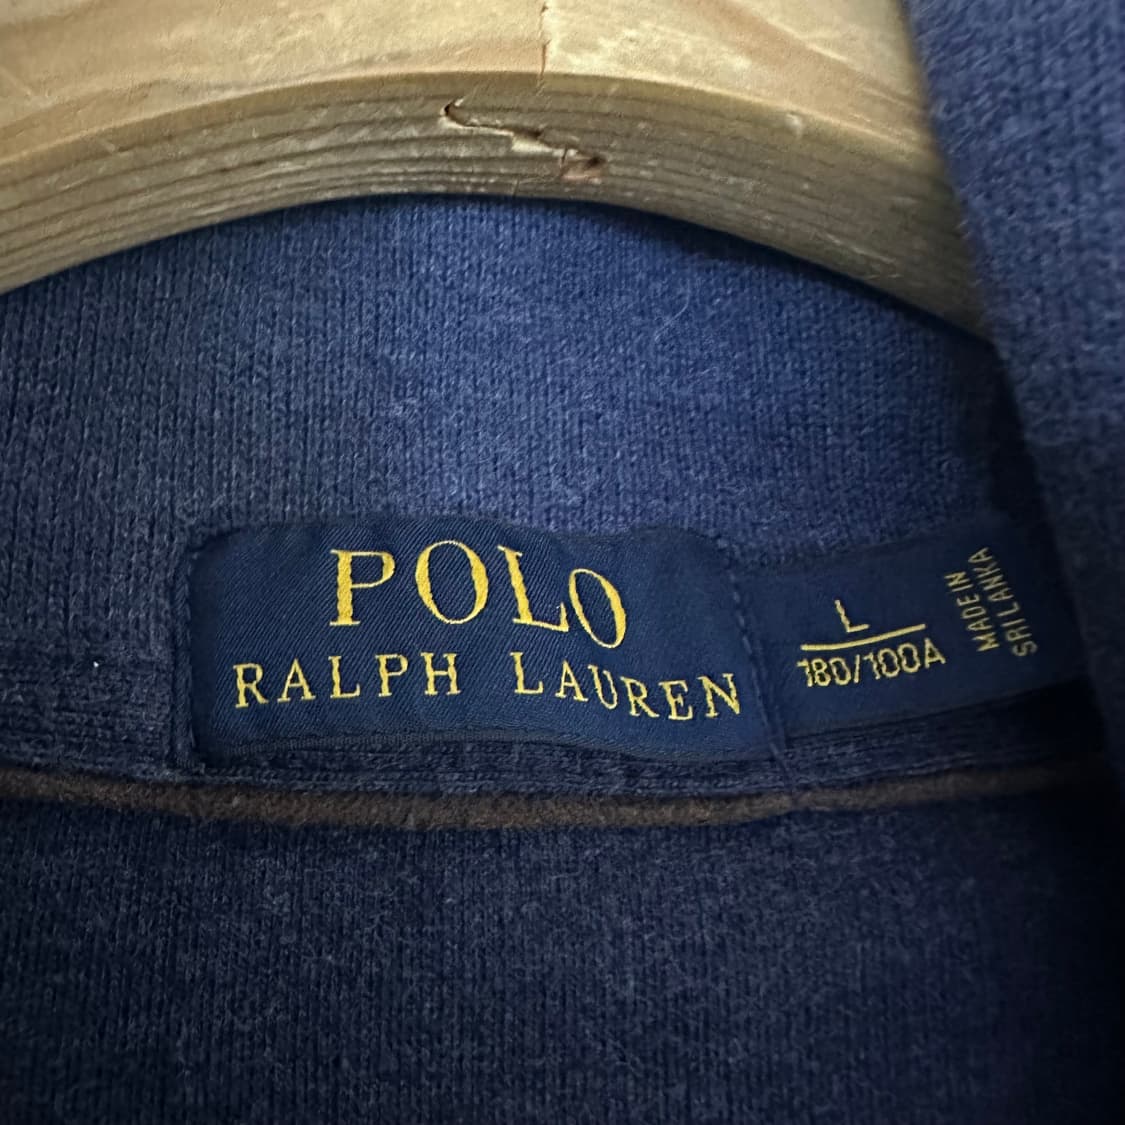 POLO
RALPH LAUREN
L
180/100A
MADE IN
SRI LANKA